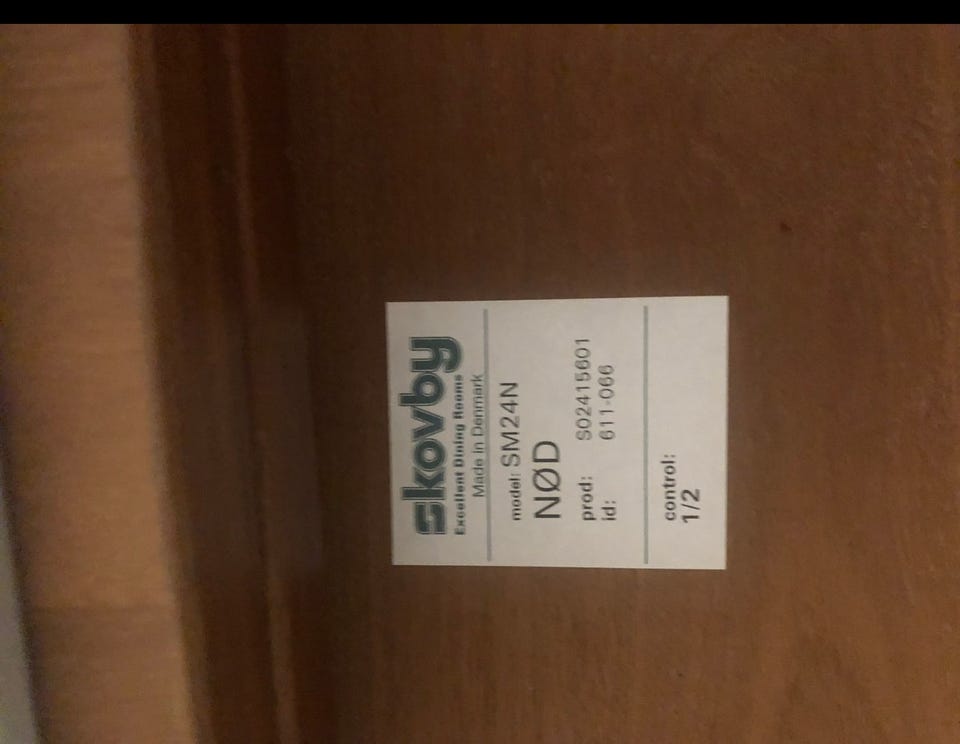 skovby
Excellent Dining Rooms
Made in Denmark
model: SM24N
NØD
prod: S02415601
id: 611-066
control:
1/2